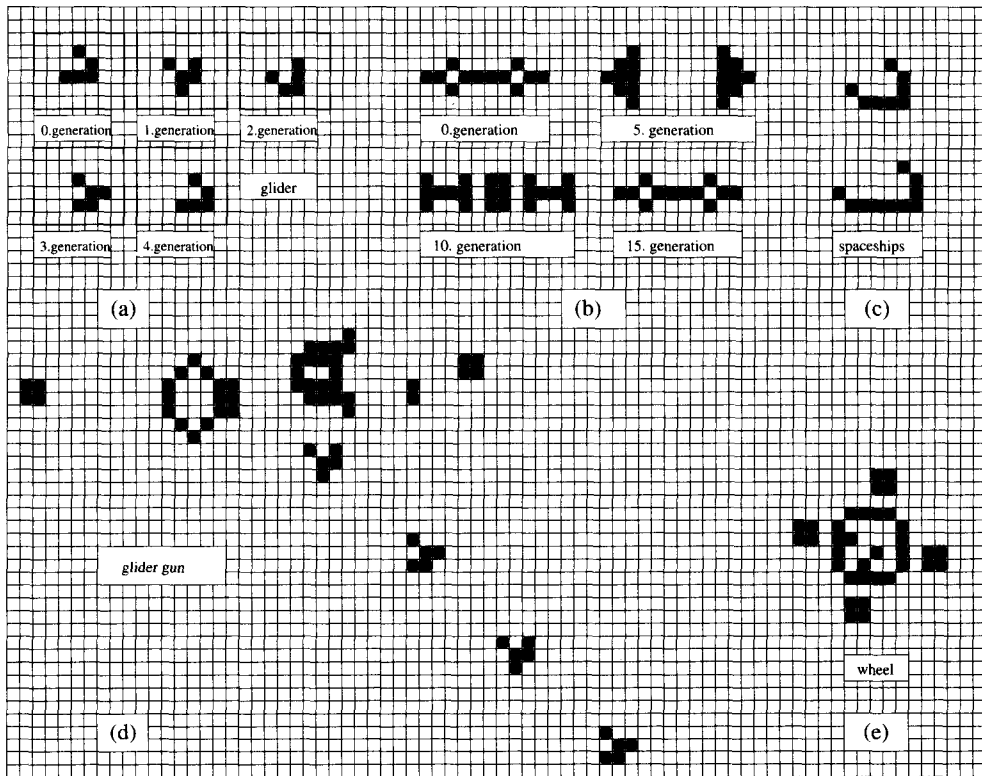 0.generation
1.generation
2.generation
0.generation
5. generation
3.generation
4.generation
glider
10. generation
15. generation
spaceships
(a)
(b)
(c)
glider gun
wheel
(d)
(e)